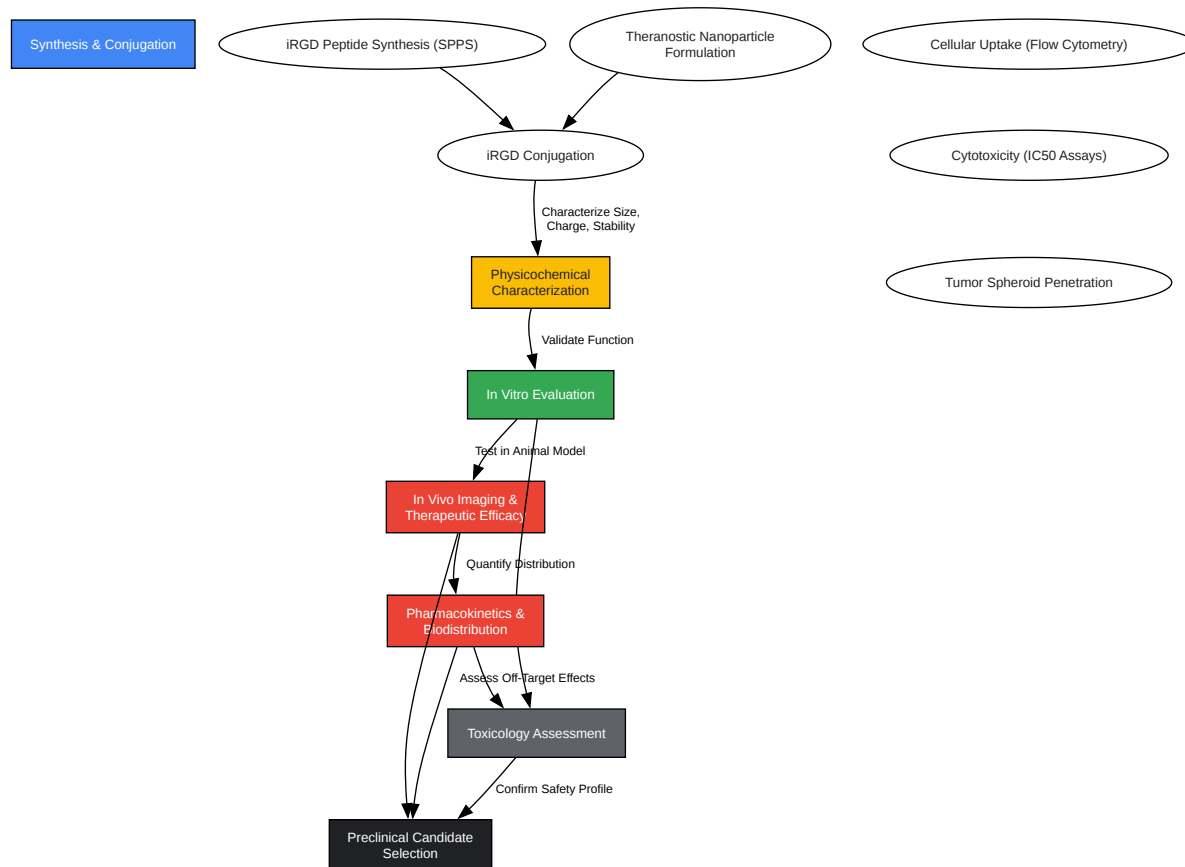 Synthesis & Conjugation
iRGD Peptide Synthesis (SPPS)
Theranostic Nanoparticle
Formulation
Cellular Uptake (Flow Cytometry)
iRGD Conjugation
Cytotoxicity (IC50 Assays)
Characterize Size,
Charge, Stability
Physicochemical
Characterization
Tumor Spheroid Penetration
Validate Function
In Vitro Evaluation
Test in Animal Model
In Vivo Imaging &
Therapeutic Efficacy
Quantify Distribution
Pharmacokinetics &
Biodistribution
Assess Off-Target Effects
Toxicology Assessment
Confirm Safety Profile
Preclinical Candidate
Selection